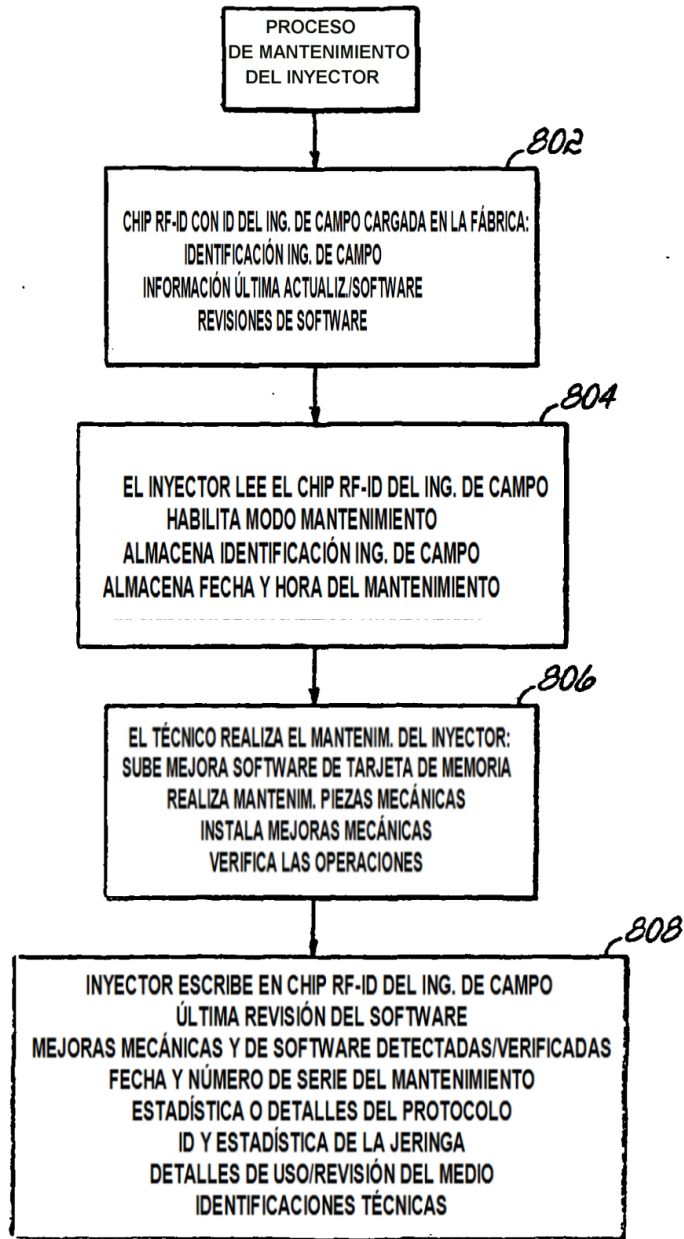 PROCESO
DE MANTENIMIENTO
DEL INYECTOR
802
CHIP RF-ID CON ID DEL ING. DE CAMPO CARGADA EN LA FÁBRICA:
IDENTIFICACIÓN ING. DE CAMPO
INFORMACIÓN ÚLTIMA ACTUALIZ./SOFTWARE
REVISIONES DE SOFTWARE
804
EL INYECTOR LEE EL CHIP RF-ID DEL ING. DE CAMPO
HABILITA MODO MANTENIMIENTO
ALMACENA IDENTIFICACIÓN ING. DE CAMPO
ALMACENA FECHA Y HORA DEL MANTENIMIENTO
806
EL TÉCNICO REALIZA EL MANTENIM. DEL INYECTOR:
SUBE MEJORA SOFTWARE DE TARJETA DE MEMORIA
REALIZA MANTENIM. PIEZAS MECÁNICAS
INSTALA MEJORAS MECÁNICAS
VERIFICA LAS OPERACIONES
808
INYECTOR ESCRIBE EN CHIP RF-ID DEL ING. DE CAMPO
ÚLTIMA REVISIÓN DEL SOFTWARE
MEJORAS MECÁNICAS Y DE SOFTWARE DETECTADAS/VERIFICADAS
FECHA Y NÚMERO DE SERIE DEL MANTENIMIENTO
ESTADÍSTICA O DETALLES DEL PROTOCOLO
ID Y ESTADÍSTICA DE LA JERINGA
DETALLES DE USO/REVISIÓN DEL MEDIO
IDENTIFICACIONES TÉCNICAS